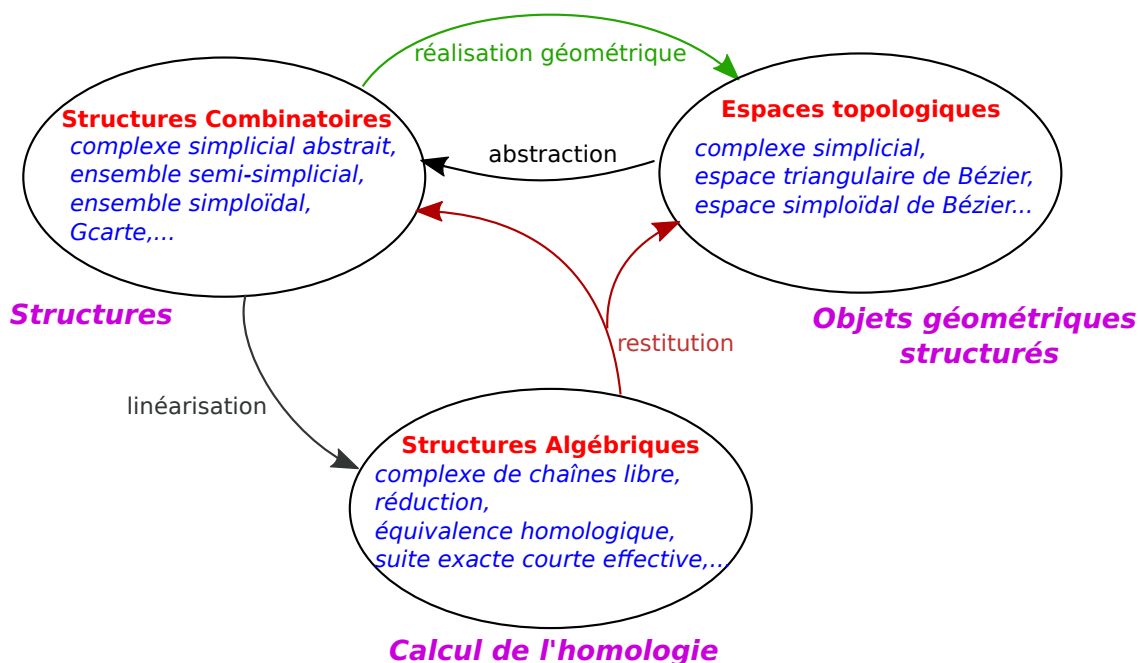 réalisation géométrique
Structures Combinatoires
complexe simplicial abstrait,
ensemble semi-simplicial,
ensemble simploïdal,
Gcarte,...
abstraction
Espaces topologiques
complexe simplicial,
espace triangulaire de Bézier,
espace simploïdal de Bézier...
Structures
Objets géométriques
structurés
restitution
linéarisation
Structures Algébriques
complexe de chaînes libre,
réduction,
équivalence homologique,
suite exacte courte effective,...
Calcul de l'homologie